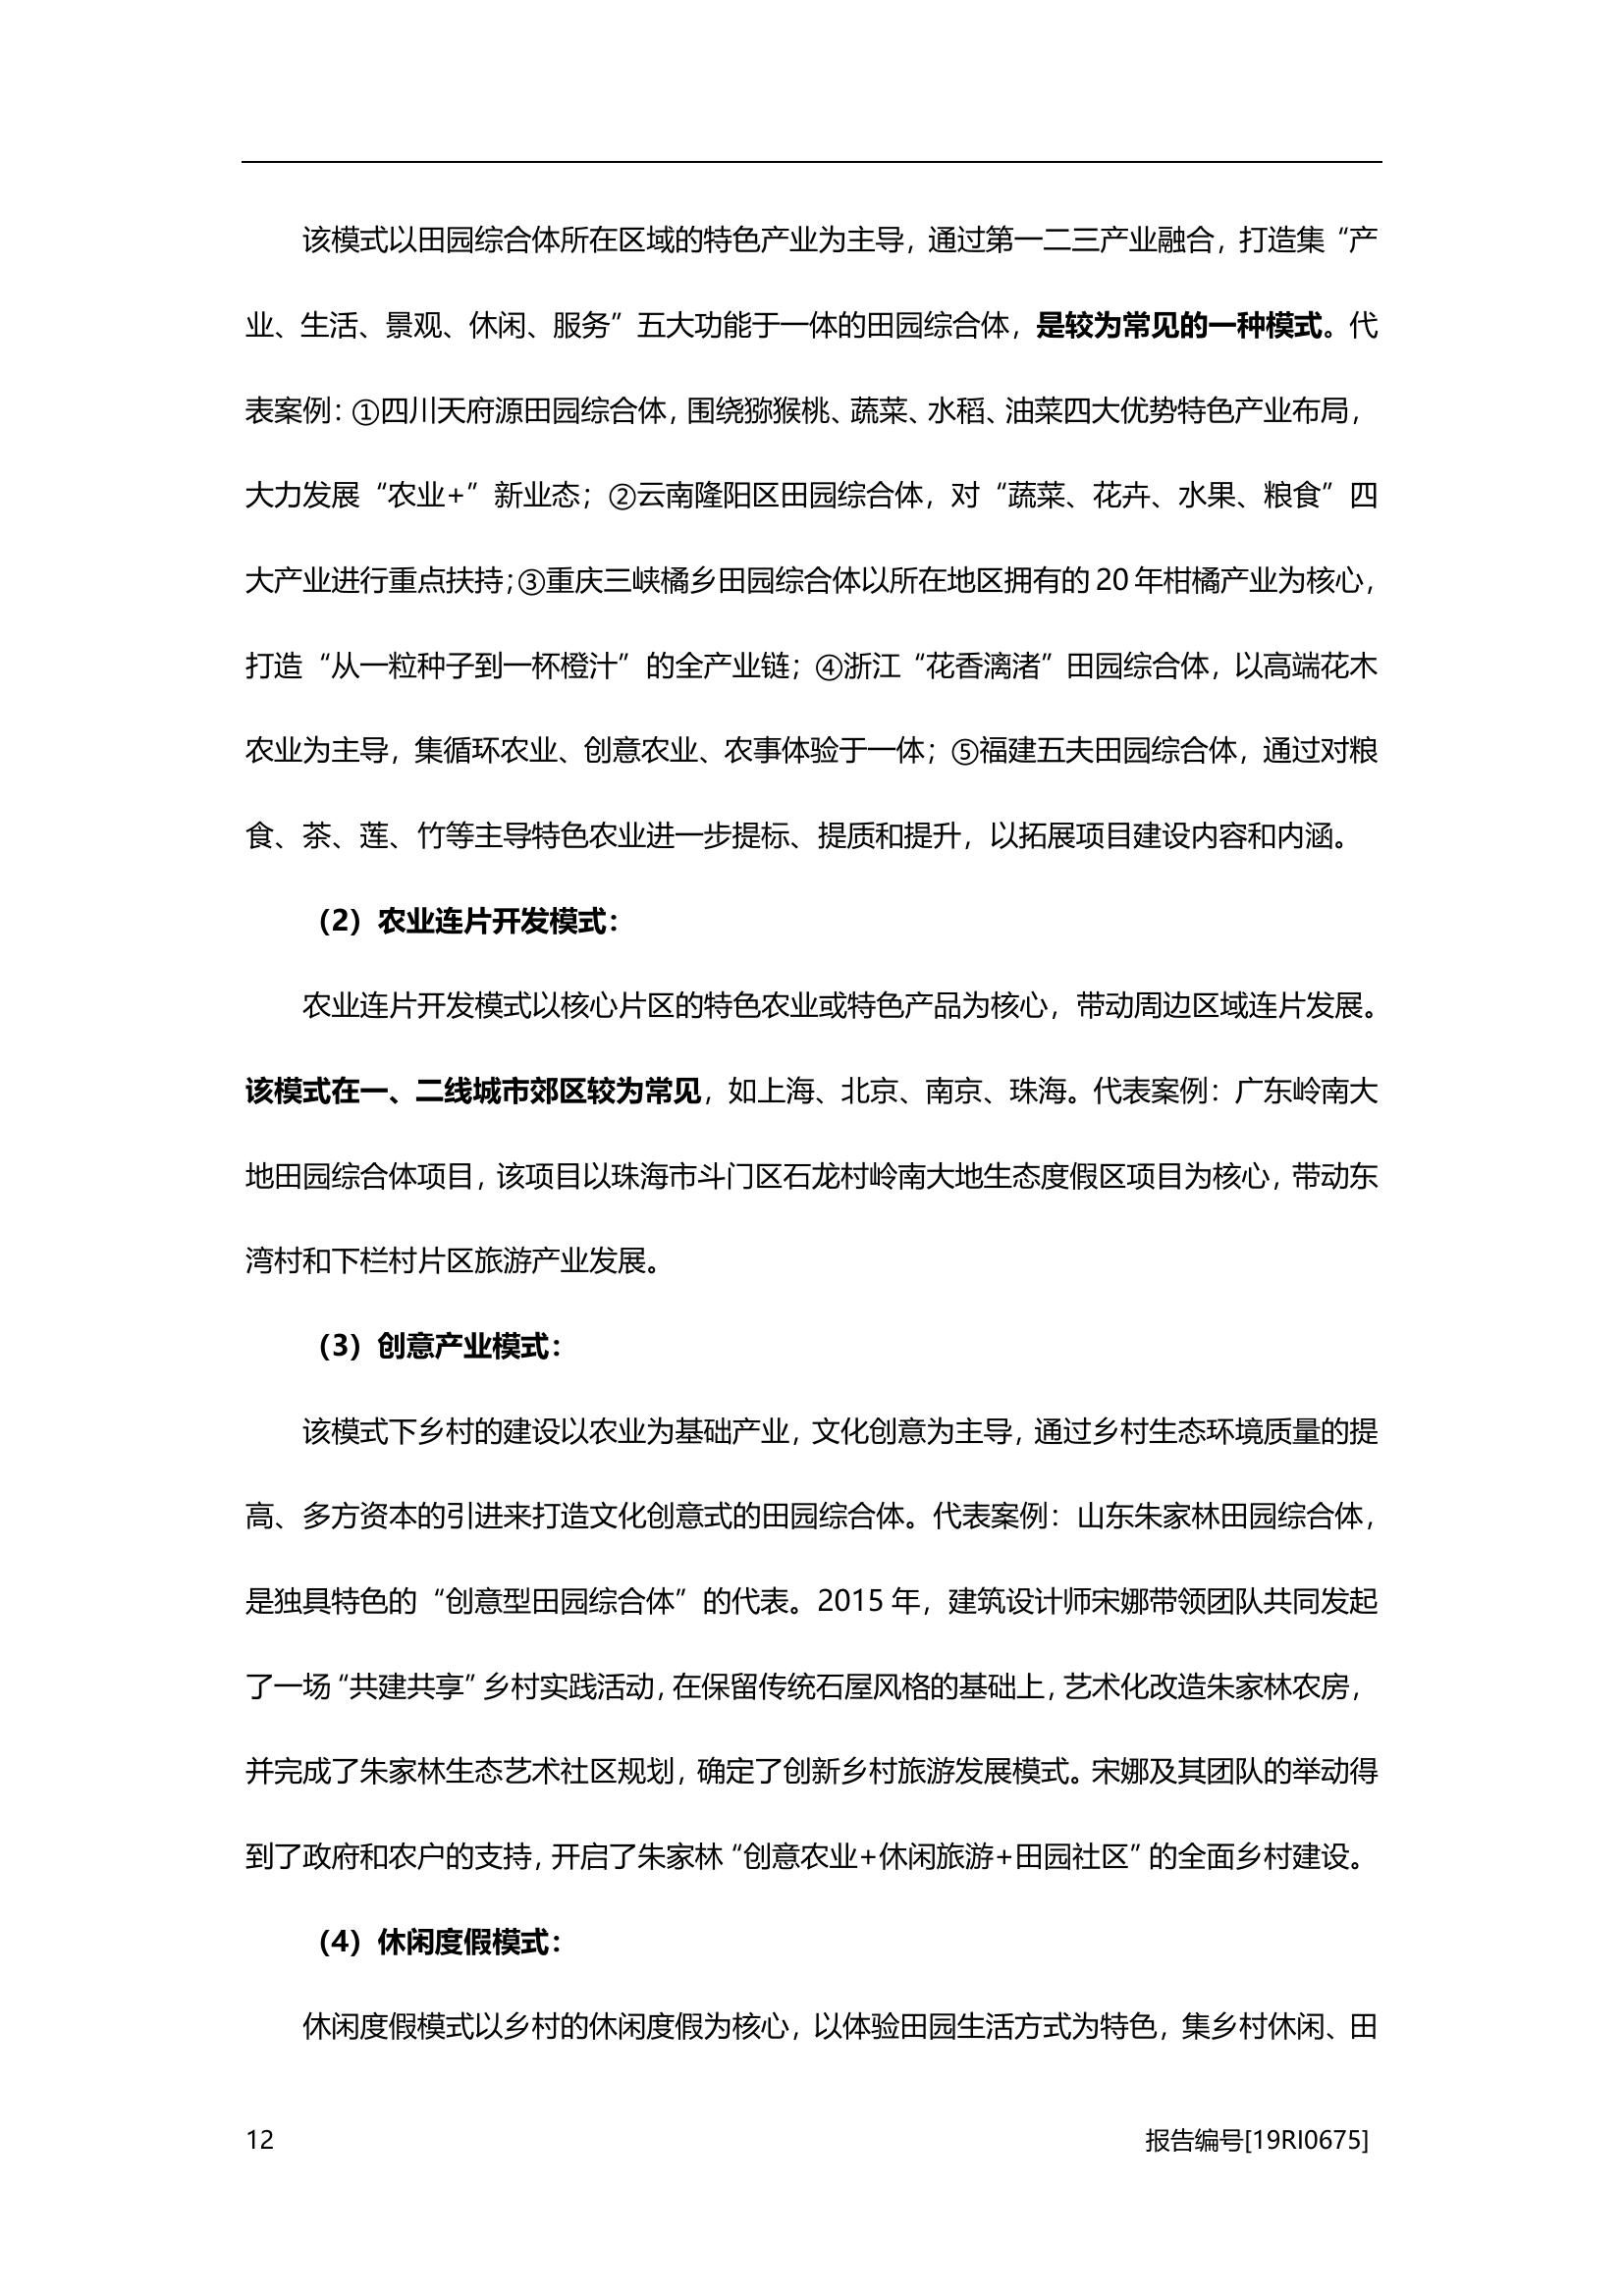 该模式以田园综合体所在区域的特色产业为主导，通过第一二三产业融合，打造集“产
业、生活、景观、休闲、服务”五大功能于一体的田园综合体，是较为常见的一种模式。代
表案例：①四川天府源田园综合体，围绕猕猴桃、蔬菜、水稻、油菜四大优势特色产业布局，
大力发展“农业+”新业态；②云南隆阳区田园综合体，对“蔬菜、花卉、水果、粮食”四
大产业进行重点扶持；③重庆三峡橘乡田园综合体以所在地区拥有的 20 年柑橘产业为核心，
打造“从一粒种子到一杯橙汁”的全产业链；④浙江“花香漓渚”田园综合体，以高端花木
农业为主导，集循环农业、创意农业、农事体验于一体；⑤福建五夫田园综合体，通过对粮
食、茶、莲、竹等主导特色农业进一步提标、提质和提升，以拓展项目建设内容和内涵。
（2）农业连片开发模式：
农业连片开发模式以核心片区的特色农业或特色产品为核心，带动周边区域连片发展。
该模式在一、二线城市郊区较为常见，如上海、北京、南京、珠海。代表案例：广东岭南大
地田园综合体项目，该项目以珠海市斗门区石龙村岭南大地生态度假区项目为核心，带动东
湾村和下栏村片区旅游产业发展。
（3）创意产业模式：
该模式下乡村的建设以农业为基础产业，文化创意为主导，通过乡村生态环境质量的提
高、多方资本的引进来打造文化创意式的田园综合体。代表案例：山东朱家林田园综合体，
是独具特色的“创意型田园综合体”的代表。2015 年，建筑设计师宋娜带领团队共同发起
了一场“共建共享”乡村实践活动，在保留传统石屋风格的基础上，艺术化改造朱家林农房，
并完成了朱家林生态艺术社区规划，确定了创新乡村旅游发展模式。宋娜及其团队的举动得
到了政府和农户的支持，开启了朱家林“创意农业+休闲旅游+田园社区”的全面乡村建设。
（4）休闲度假模式：
休闲度假模式以乡村的休闲度假为核心，以体验田园生活方式为特色，集乡村休闲、田
12
报告编号[19RI0675]